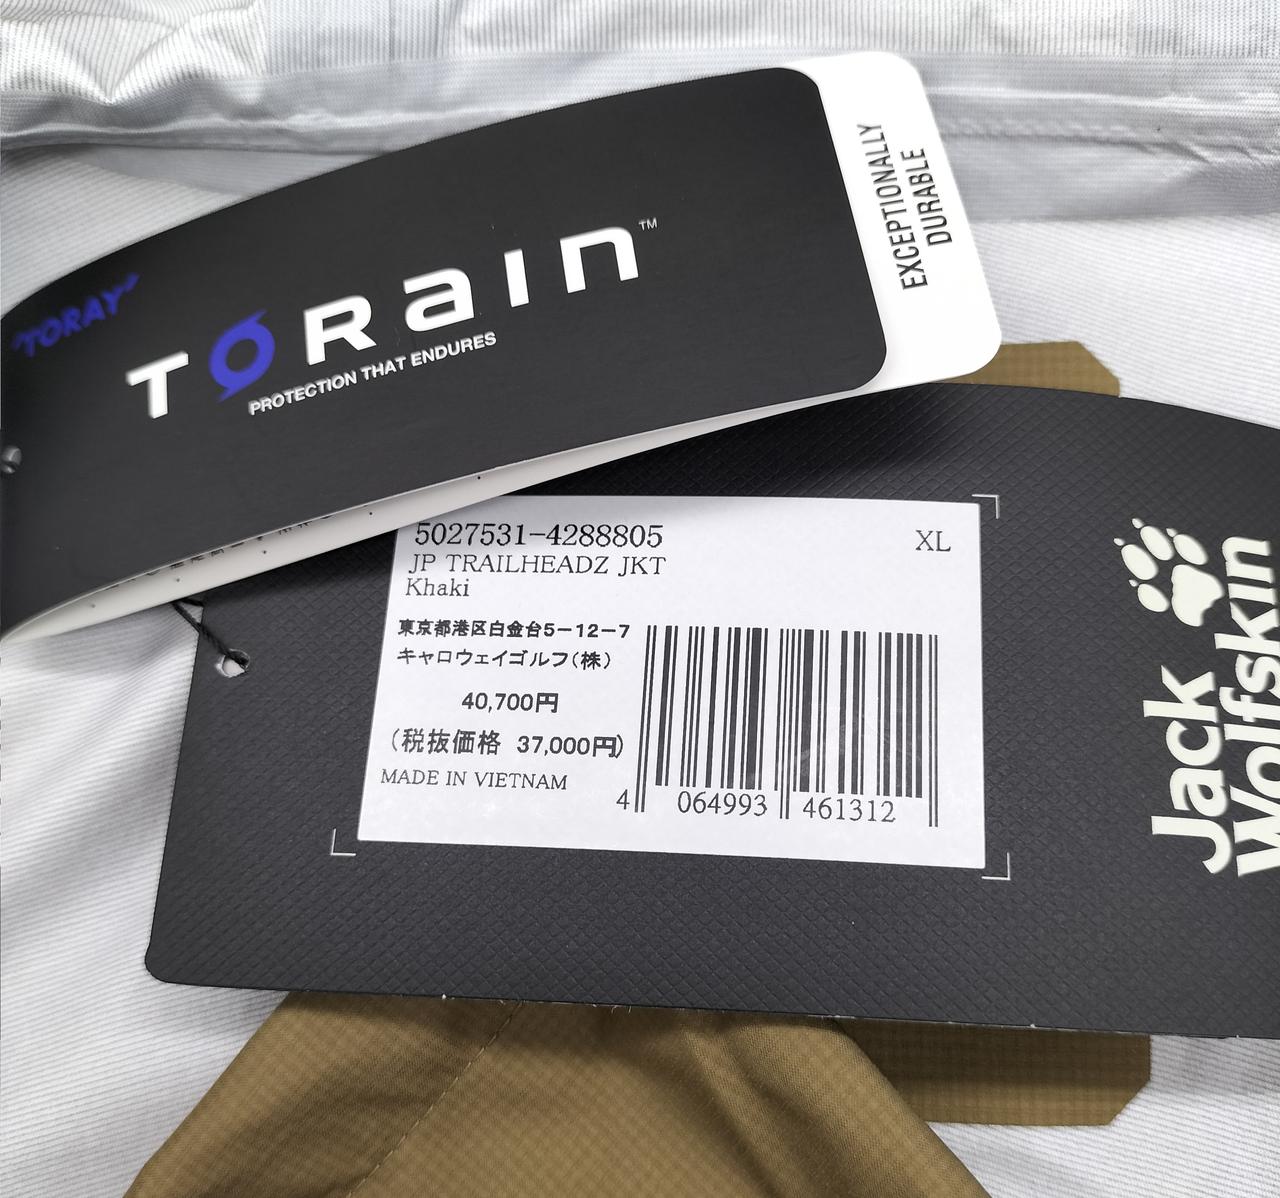 "TORAY"
TORain™
PROTECTION THAT ENDURES
EXCEPTIONALLY
DURABLE
5027531-4288805
XL
JP TRAILHEADZ JKT
Khaki
東京都港区白金台5-12-7
キャロウェイゴルフ(株)
40,700円
(税抜価格 37,000円)
MADE IN VIETNAM
4 064993 461312
Jack
Wolfskin